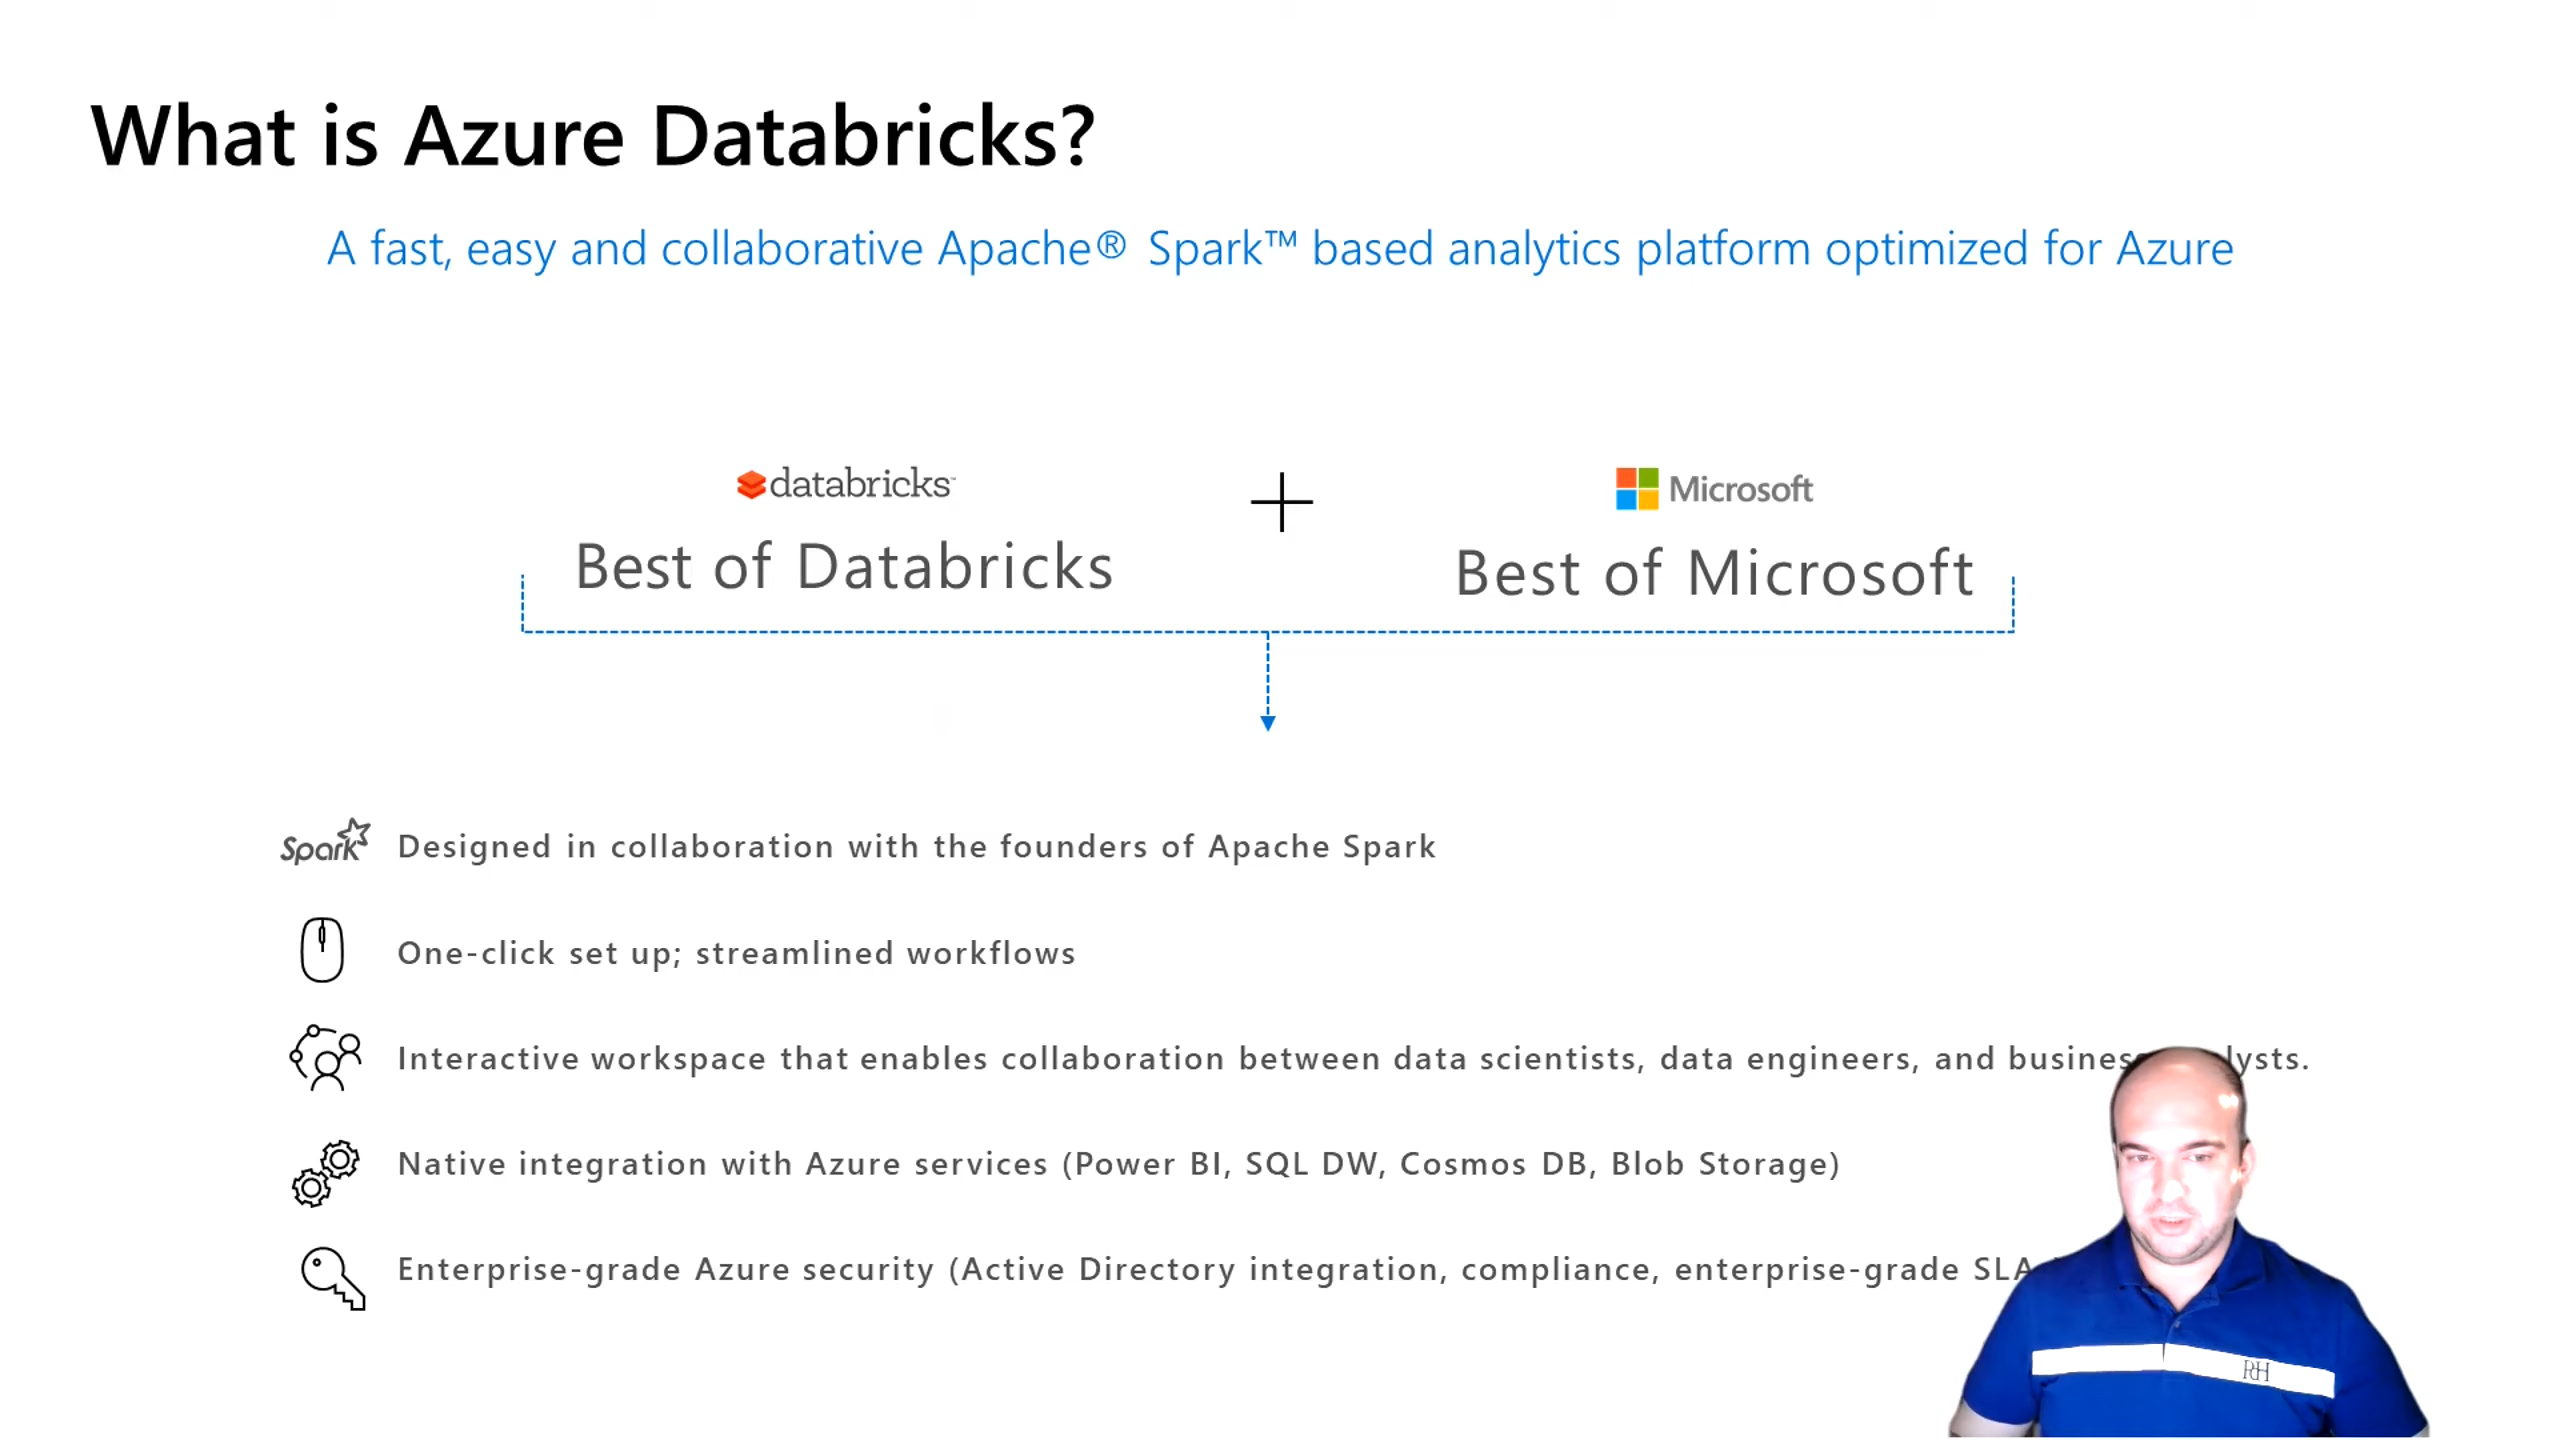 What is Azure Databricks?
A fast, easy and collaborative Apache® Spark™ based analytics platform optimized for Azure
databricks™
Microsoft
Best of Databricks
Best of Microsoft
Spark
Designed in collaboration with the founders of Apache Spark
One-click set up; streamlined workflows
Interactive workspace that enables collaboration between data scientists, data engineers, and
Native integration with Azure services (Power BI, SQL DW, Cosmos DB, Blob Storage)
Enterprise-grade Azure security (Active Directory integration, compliance, enterprise-grade